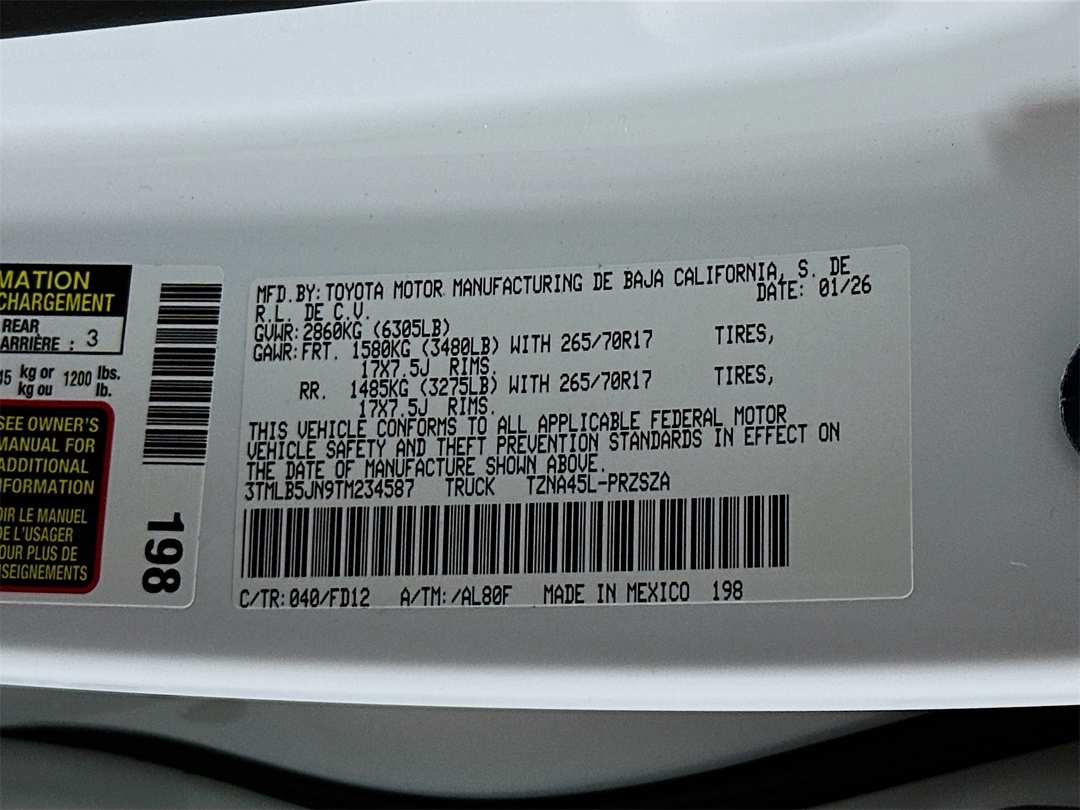 MATION
CHARGEMENT
REAR
ARRIÈRE : 3
kg or 1200 lbs.
kg ou lb.
SEE OWNER'S
MANUAL FOR
ADDITIONAL
INFORMATION
LE MANUEL
L'USAGER
PLUS DE
198
MFD.BY:TOYOTA MOTOR MANUFACTURING DE BAJA CALIFORNIA, S. DE
R.L. DE C.V. DATE: 01/26
GVWR:2860KG (6305LB)
GAWR:FRT. 1580KG (3480LB) WITH 265/70R17 TIRES,
17X7.5J RIMS.
RR. 1485KG (3275LB) WITH 265/70R17 TIRES,
17X7.5J RIMS.
THIS VEHICLE CONFORMS TO ALL APPLICABLE FEDERAL MOTOR
VEHICLE SAFETY AND THEFT PREVENTION STANDARDS IN EFFECT ON
THE DATE OF MANUFACTURE SHOWN ABOVE.
3TMLB5JN9TM234587 TRUCK TZNA45L-PRZSZA
C/TR:040/FD12 A/TM:/AL80F MADE IN MEXICO 198